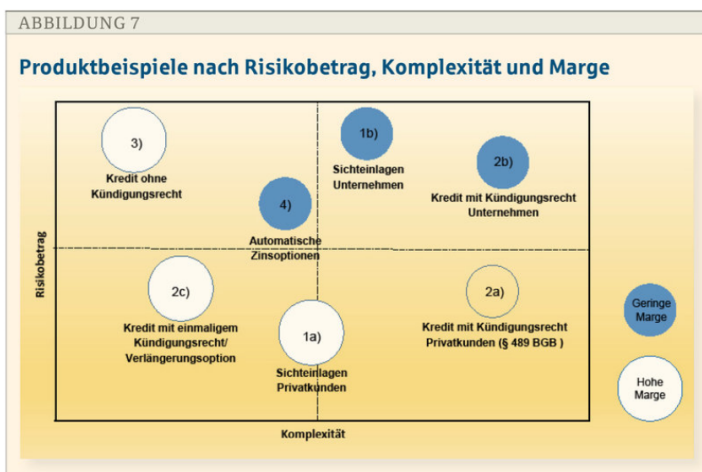 ABBILDUNG 7
Produktbeispiele nach Risikobetrag, Komplexität und Marge
3)
Kredit ohne
Kündigungsrecht
1b)
Sichteinlagen
Unternehmen
2b)
Kredit mit Kündigungsrecht
Unternehmen
4)
Automatische
Zinsoptionen
Risikobetrag
2c)
Kredit mit einmaligem
Kündigungsrecht/
Verlängerungsoption
1a)
Sichteinlagen
Privatkunden
2a)
Kredit mit Kündigungsrecht
Privatkunden (§ 489 BGB )
Geringe
Marge
Hohe
Marge
Komplexität